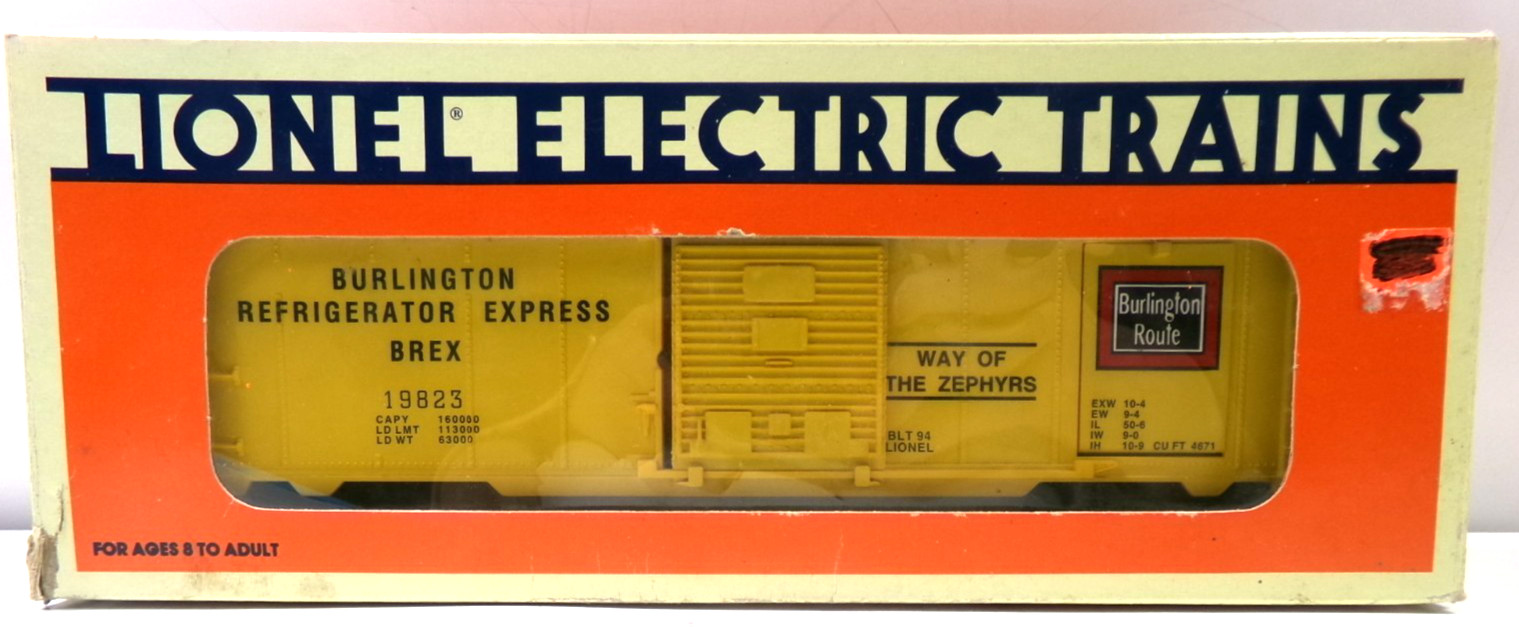 LIONEL® ELECTRIC TRAINS
BURLINGTON
REFRIGERATOR EXPRESS
BREX
19823
CAPY 160000
LD LMT 113000
LD WT 63000
WAY OF
THE ZEPHYRS
BLT 94
LIONEL
Burlington
Route
EXW 10-4
EW 9-4
IL 50-6
IW 9-0
IH 10-9 CU FT 4671
FOR AGES 8 TO ADULT